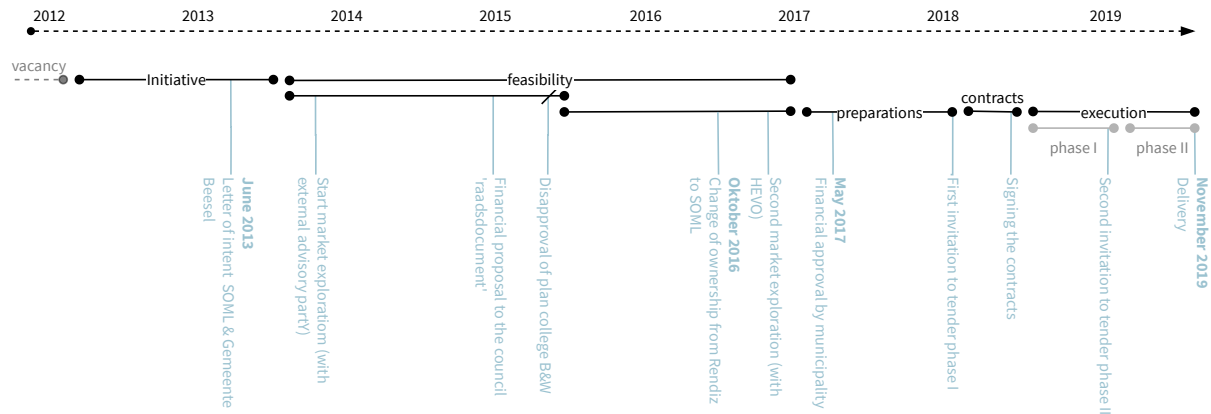 2012 2013 2014 2015 2016 2017 2018 2019
vacancy
Initiative
feasibility
preparations
contracts
execution
phase I
phase II
June 2013
Letter of intent SOML & Gemeente
Beesel
Start market exploratiom (with
external advisory partY)
Financial proposal to the council
'raadsdocument'
Disapproval of plan college B&W
Oktober 2016
Change of ownership from Rendiz
to SOML
Second market exploration (with
HEVO)
May 2017
Financial approval by municipality
First invitation to tender phase I
Signing the contracts
Second invitation to tender phase II
November 2019
Delivery